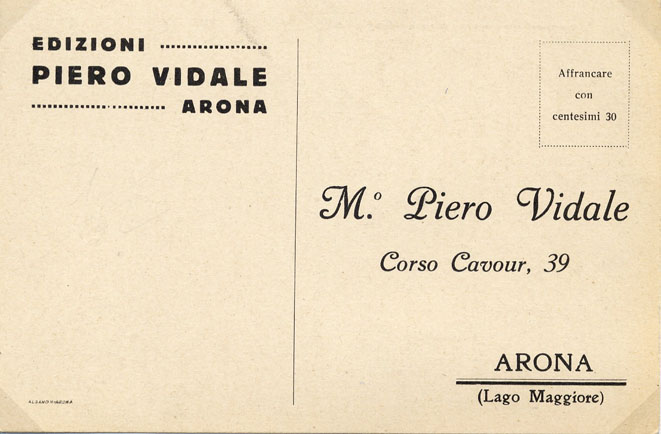 EDIZIONI
PIERO VIDALE
ARONA
Affrancare
con
centesimi 30
M.º Piero Vidale
Corso Cavour, 39
ARONA
(Lago Maggiore)